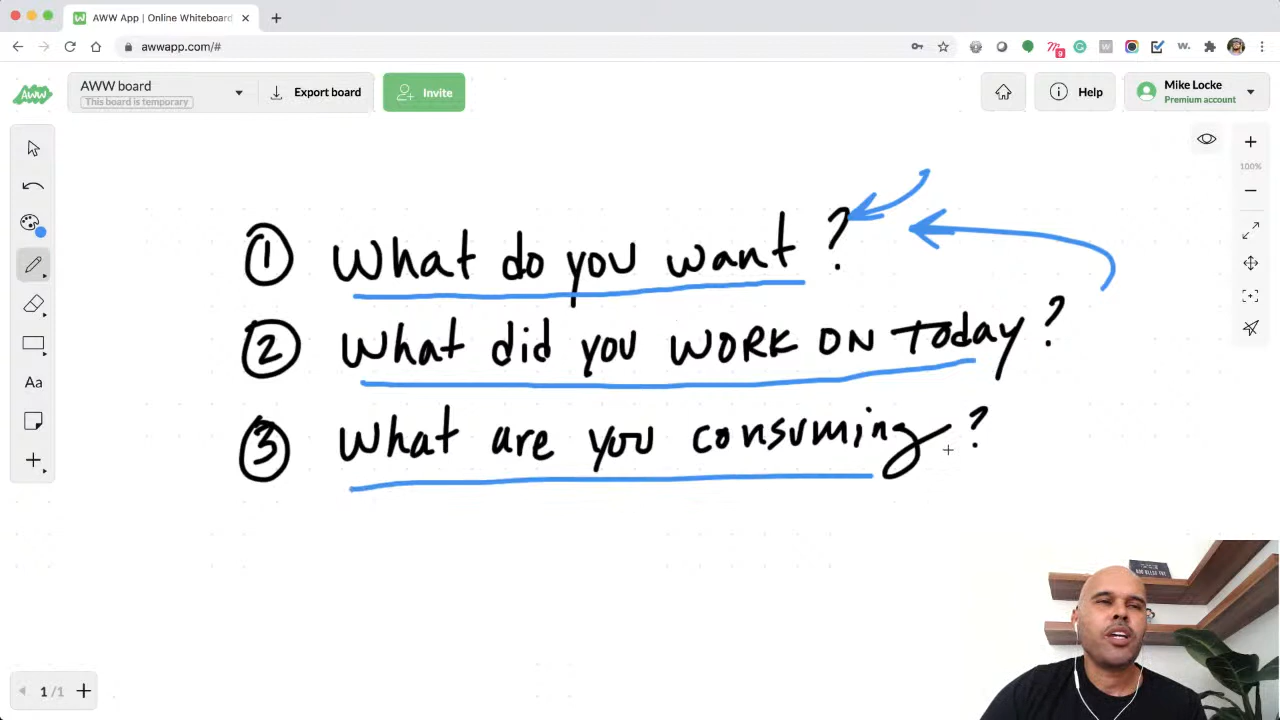 AWW App | Online Whiteboard
awwapp.com/#
9
w.
AWW
AWW board
This board is temporary
Export board
Invite
Help
Mike Locke
Premium account
100%
① What do you want?
② What did you WORK ON Today?
③ What are you consuming?
Aa
1/1